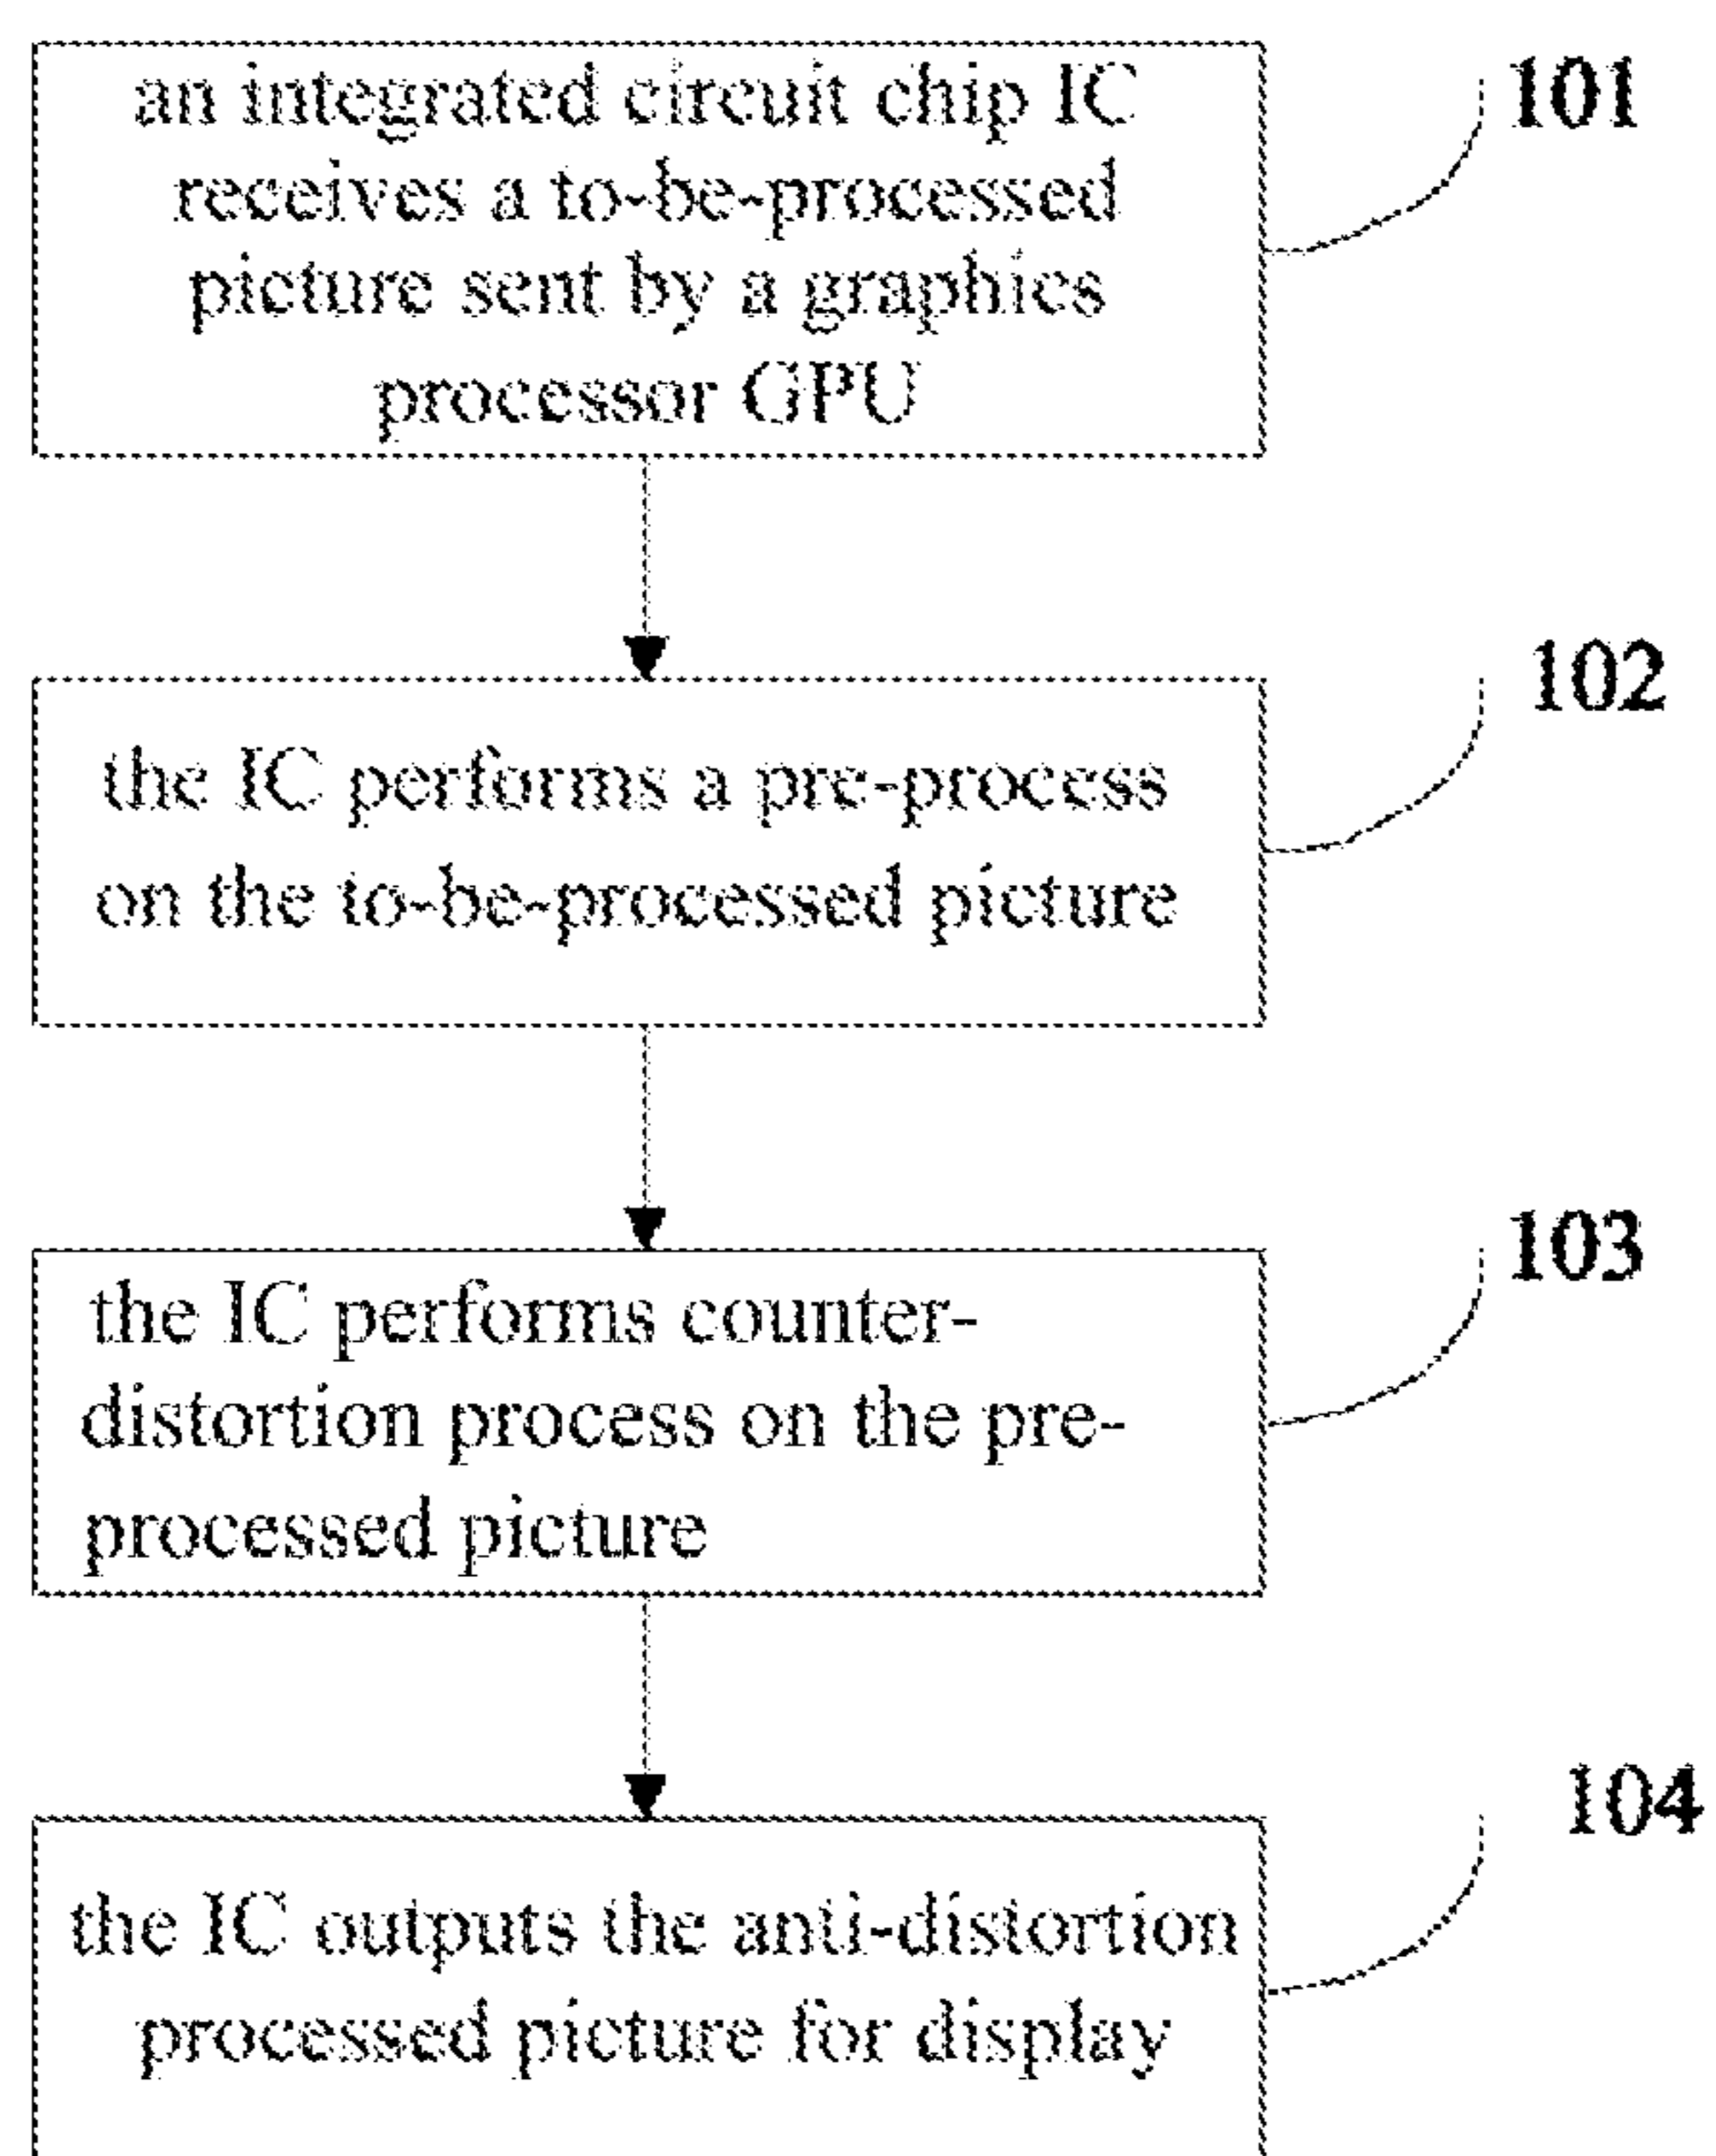 an integrated circuit chip IC
101
receives a to-be-processed
picture sent by a graphics
processor GPU
102
the IC performs a pre-process
on the to-be-processed picture
103
the IC performs counter-
distortion process on the pre-
processed picture
104
the IC outputs the anti-distortion
processed picture for display